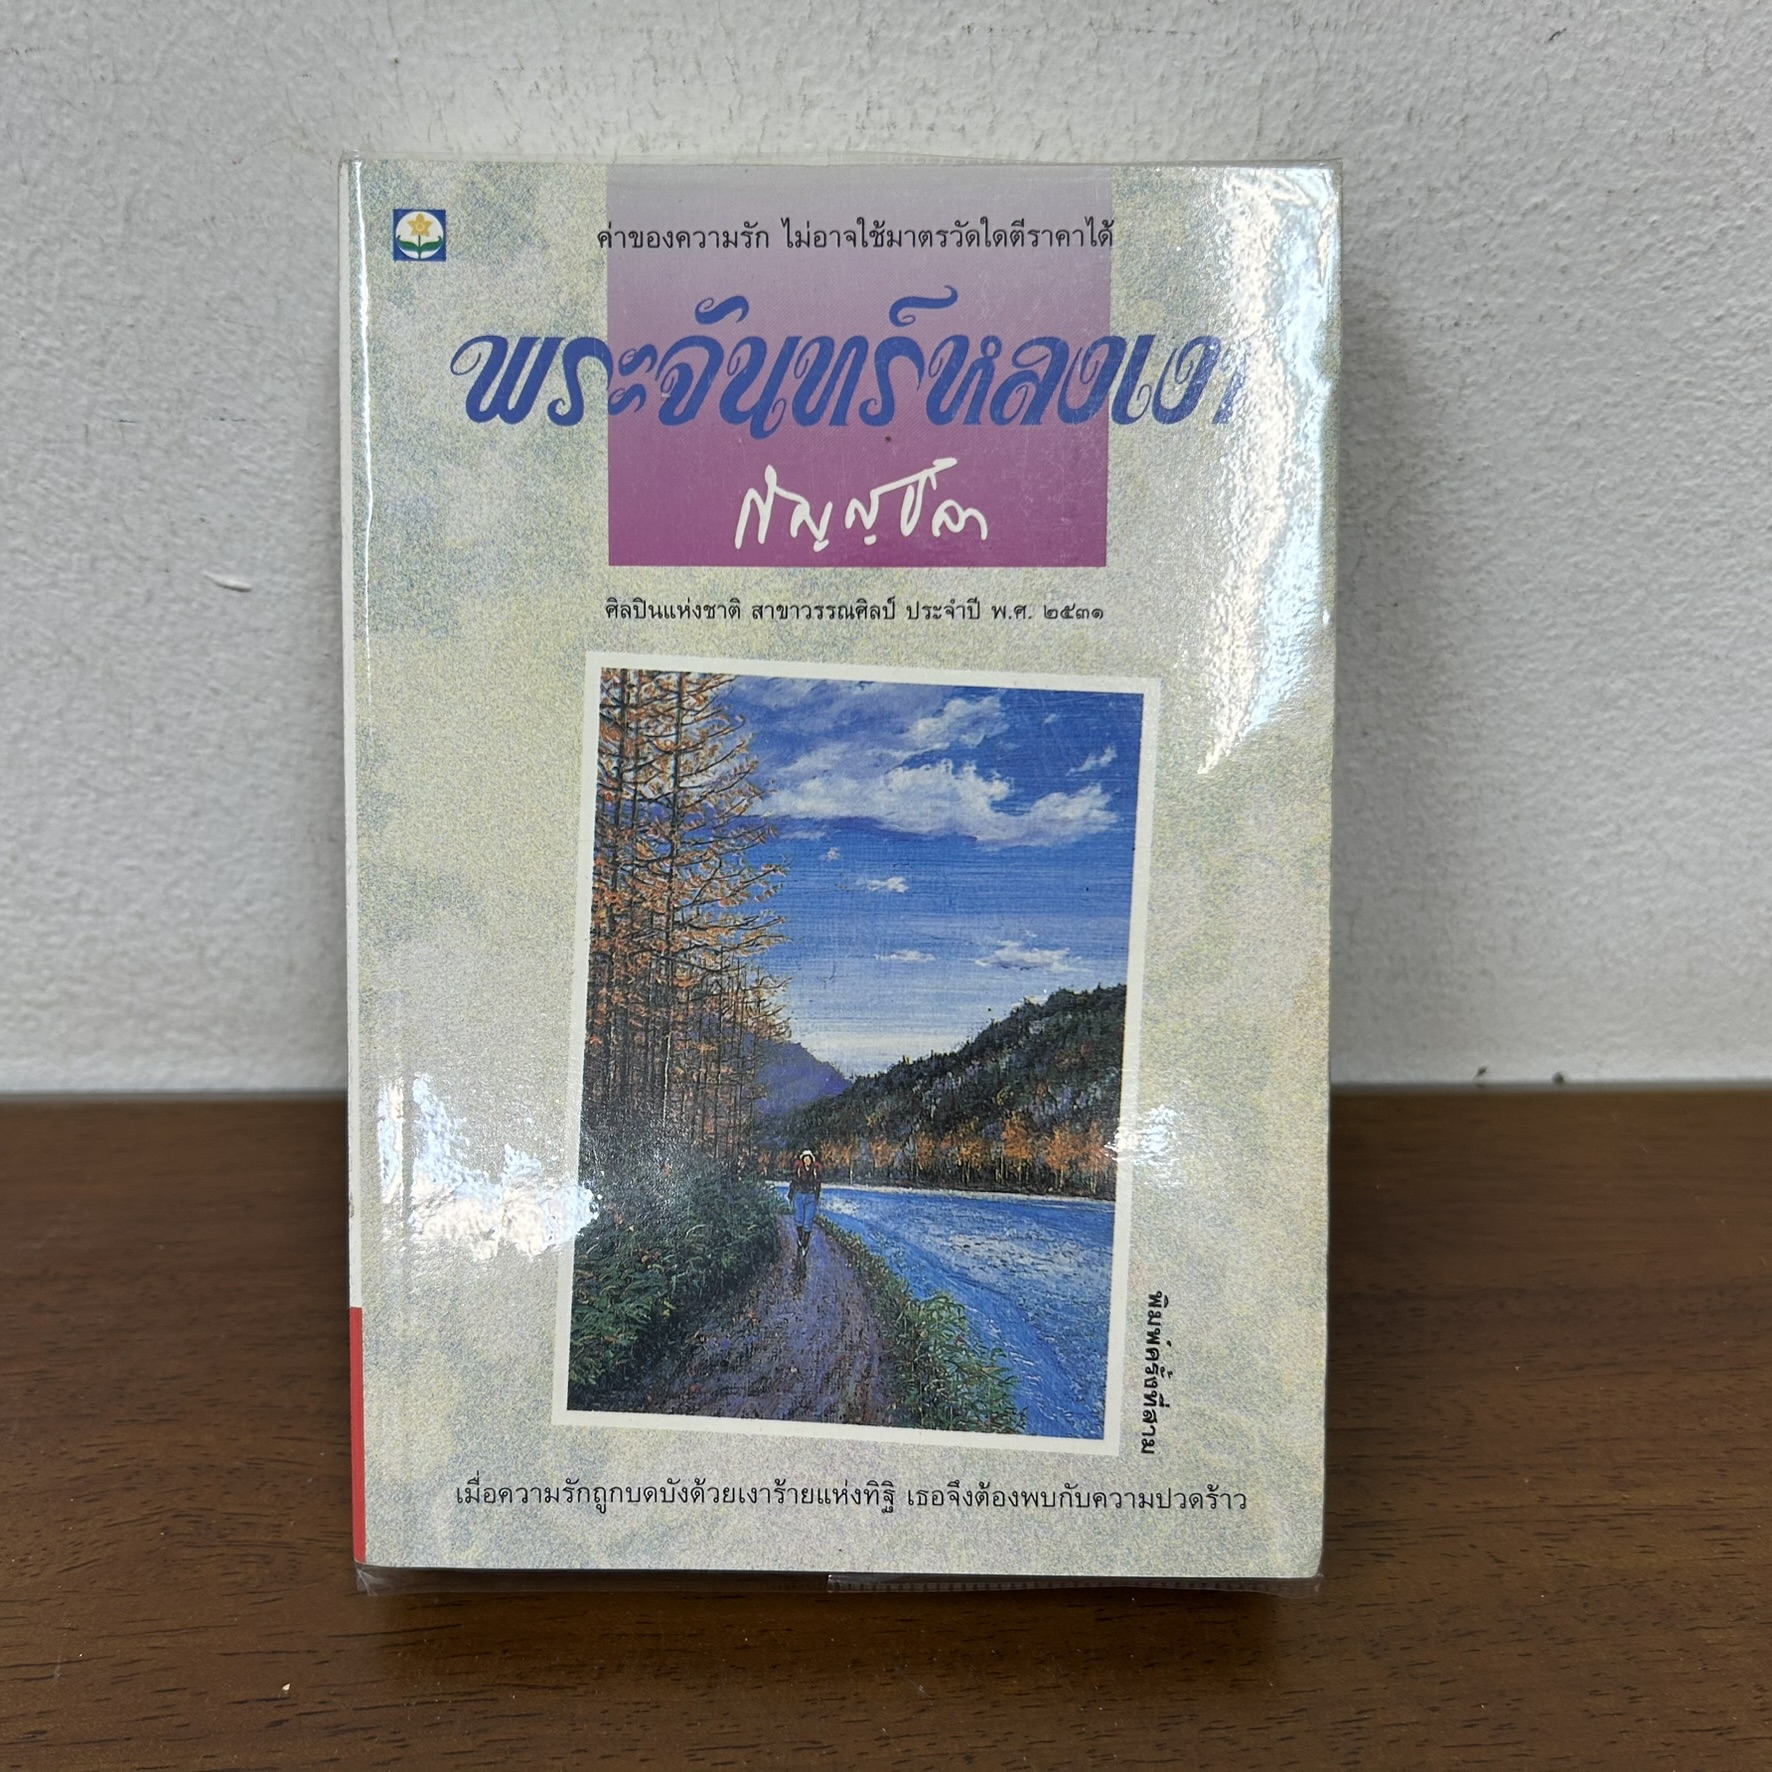 ค่าของความรัก ไม่อาจใช้มาตรวัดใดตีราคาได้
พระจันทร์หลงเงา
กฤษณา
ศิลปินแห่งชาติ สาขาวรรณศิลป์ ประจำปี พ.ศ. ๒๕๓๑
พิมพ์ครั้งที่สาม
เมื่อความรักถูกบดบังด้วยเงาร้ายแห่งทิฐิ เธอจึงต้องพบกับความปวดร้าว